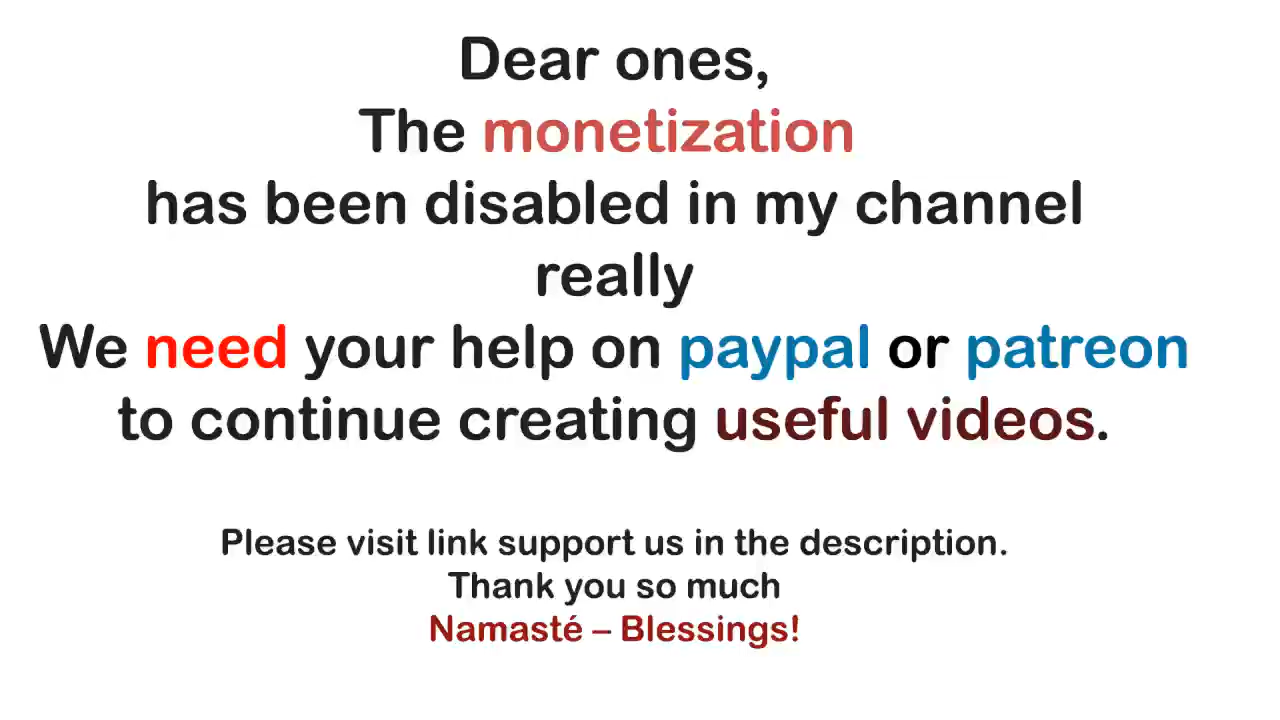 Dear ones,
The monetization
has been disabled in my channel
really
We need your help on paypal or patreon
to continue creating useful videos.
Please visit link support us in the description.
Thank you so much
Namasté – Blessings!